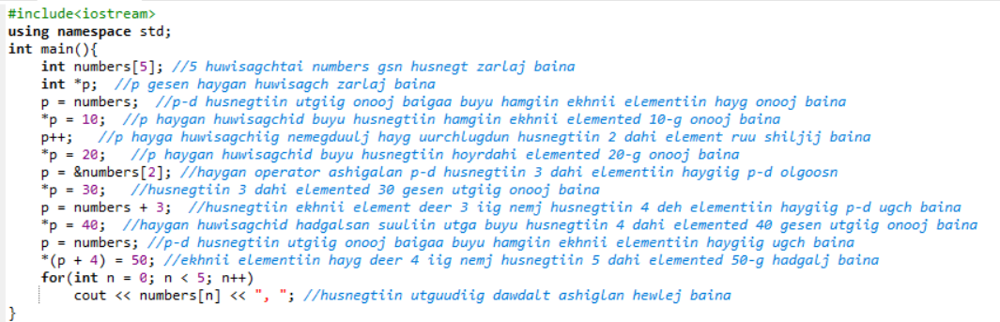 #include<iostream>
using namespace std;
int main(){
    int numbers[5]; //5 huwisagchtai numbers gsn husnegt zarlaj baina
    int *p;  //p gesen haygan huwisagch zarlaj baina
    p = numbers;  //p-d husnegtiin utgiig onooj baigaa buyu hamgiin ekhnii elementiin hayg onooj baina
    *p = 10;  //p haygan huwisagchid buyu husnegtiin hamgiin ekhnii elemented 10-g onooj baina
    p++;   //p hayga huwisagchiig nemegduulj hayg uurchlugdun husnegtiin 2 dahi element ruu shiljij baina
    *p = 20;   //p haygan huwisagchid buyu husnegtiin hoyrdahi elemented 20-g onooj baina
    p = &numbers[2]; //haygan operator ashigalan p-d husnegtiin 3 dahi elementiin haygiig p-d olgoosn
    *p = 30;   //husnegtiin 3 dahi elemented 30 gesen utgiig onooj baina
    p = numbers + 3;  //husnegtiin ekhnii element deer 3 iig nemj husnegtiin 4 deh elementiin haygiig p-d ugch baina
    *p = 40;  //haygan huwisagchid hadgalsan suuliin utga buyu husnegtiin 4 dahi elemented 40 gesen utgiig onooj baina
    p = numbers; //p-d husnegtiin utgiig onooj baigaa buyu hamgiin ekhnii elementiin haygiig ugch baina
    *(p + 4) = 50; //ekhnii elementiin hayg deer 4 iig nemj husnegtiin 5 dahi elemented 50-g hadgalj baina
    for(int n = 0; n < 5; n++)
        cout << numbers[n] << ", "; //husnegtiin utguudiig dawdalt ashiglan hewlej baina
}